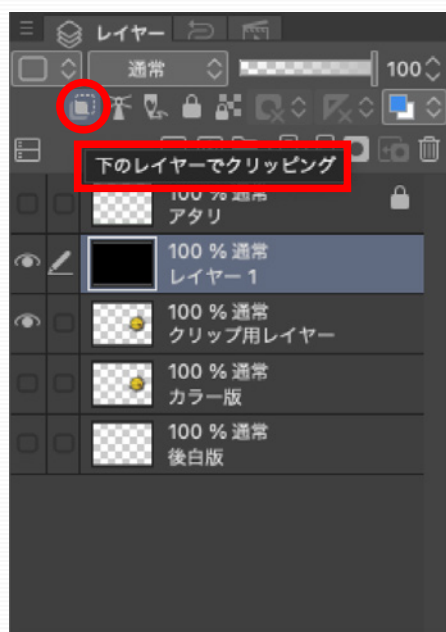 レイヤー
通常
100
下のレイヤーでクリッピング
100 % 通常
アタリ
100 % 通常
レイヤー 1
100 % 通常
クリップ用レイヤー
100 % 通常
カラー版
100 % 通常
後白版